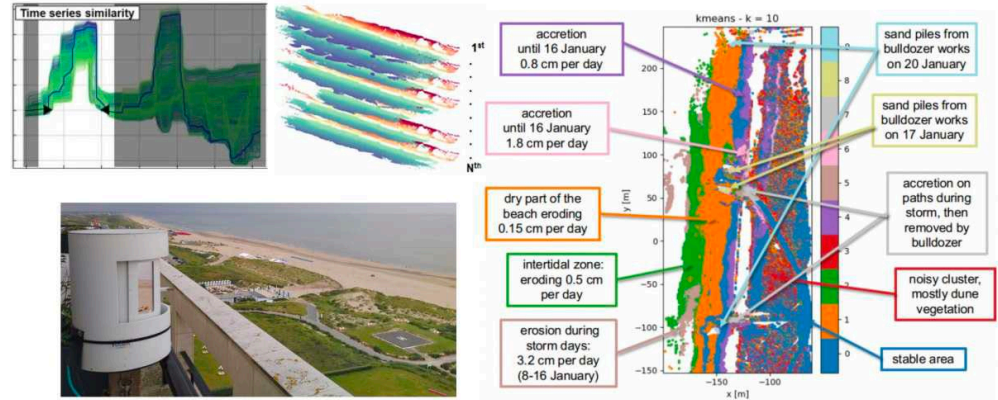 Time series similarity
1st
Nth
kmeans - k = 10
accretion
until 16 January
0.8 cm per day
accretion
until 16 January
1.8 cm per day
dry part of the
beach eroding
0.15 cm per day
intertidal zone:
eroding 0.5 cm
per day
erosion during
storm days:
3.2 cm per day
(8-16 January)
y [m]
200
150
100
50
0
−50
−100
−150
−150
−100
x [m]
8
7
6
5
4
3
2
1
0
sand piles from
bulldozer works
on 20 January
sand piles from
bulldozer works
on 17 January
accretion on
paths during
storm, then
removed by
bulldozer
noisy cluster,
mostly dune
vegetation
stable area